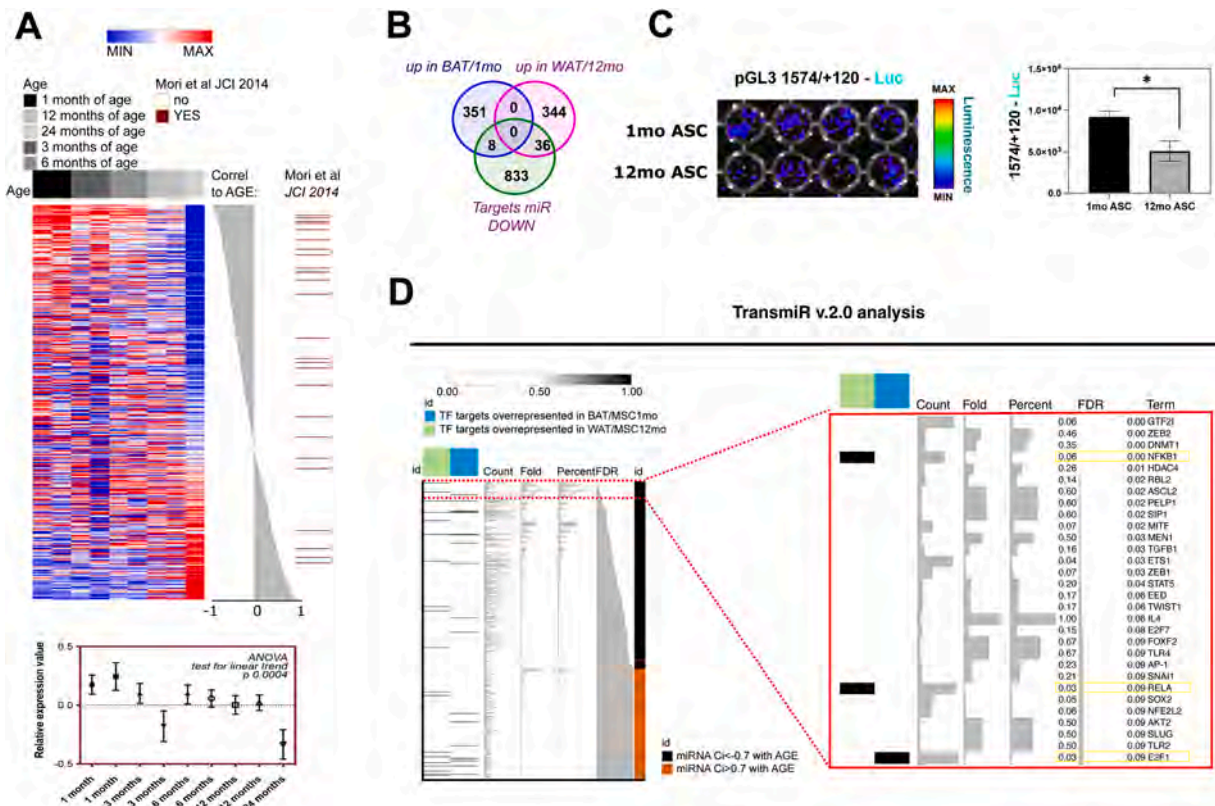 A
MIN MAX
Age
1 month of age
12 months of age
24 months of age
3 months of age
6 months of age
Mori et al JCI 2014
no
YES
Age
Correl
to AGE:
Mori et al
JCI 2014
-1 0 1
Relative expression value
0.5
0.0
-0.5
ANOVA
test for linear trend
p 0.0004
1 month
1 month
3 months
3 months
6 months
6 months
12 months
12 months
24 months
B
up in BAT/1mo up in WAT/12mo
351 0 344
0
8 36
833
Targets miR
DOWN
C
pGL3 1574/+120 - Luc
1mo ASC
12mo ASC
MAX
Luminescence
MIN
1574/+120 - Luc
5.0×10³
0.0
*
1mo ASC 12mo ASC
D
TransmiR v.2.0 analysis
0.00 0.50 1.00
id
TF targets overrepresented in BAT/MSC1mo
TF targets overrepresented in WAT/MSC12mo
id Count Fold PercentFDR id
id
miRNA Ci<-0.7 with AGE
miRNA Ci>0.7 with AGE
Count Fold Percent FDR Term
0.06 0.00 GTF2I
0.46 0.00 ZEB2
0.35 0.00 DNMT1
0.06 0.00 NFKB1
0.26 0.01 HDAC4
0.14 0.02 RBL2
0.60 0.02 ASCL2
0.60 0.02 PELP1
0.60 0.02 SIP1
0.07 0.02 MITF
0.50 0.03 MEN1
0.16 0.03 TGFB1
0.04 0.03 ETS1
0.07 0.03 ZEB1
0.20 0.04 STAT5
0.17 0.06 EED
0.17 0.06 TWIST1
1.00 0.06 IL4
0.15 0.08 E2F7
0.67 0.09 FOXF2
0.67 0.09 TLR4
0.23 0.09 AP-1
0.21 0.09 SNAI1
0.03 0.09 RELA
0.05 0.09 SOX2
0.06 0.09 NFE2L2
0.50 0.09 AKT2
0.50 0.09 SLUG
0.50 0.09 TLR2
0.03 0.09 E2F1